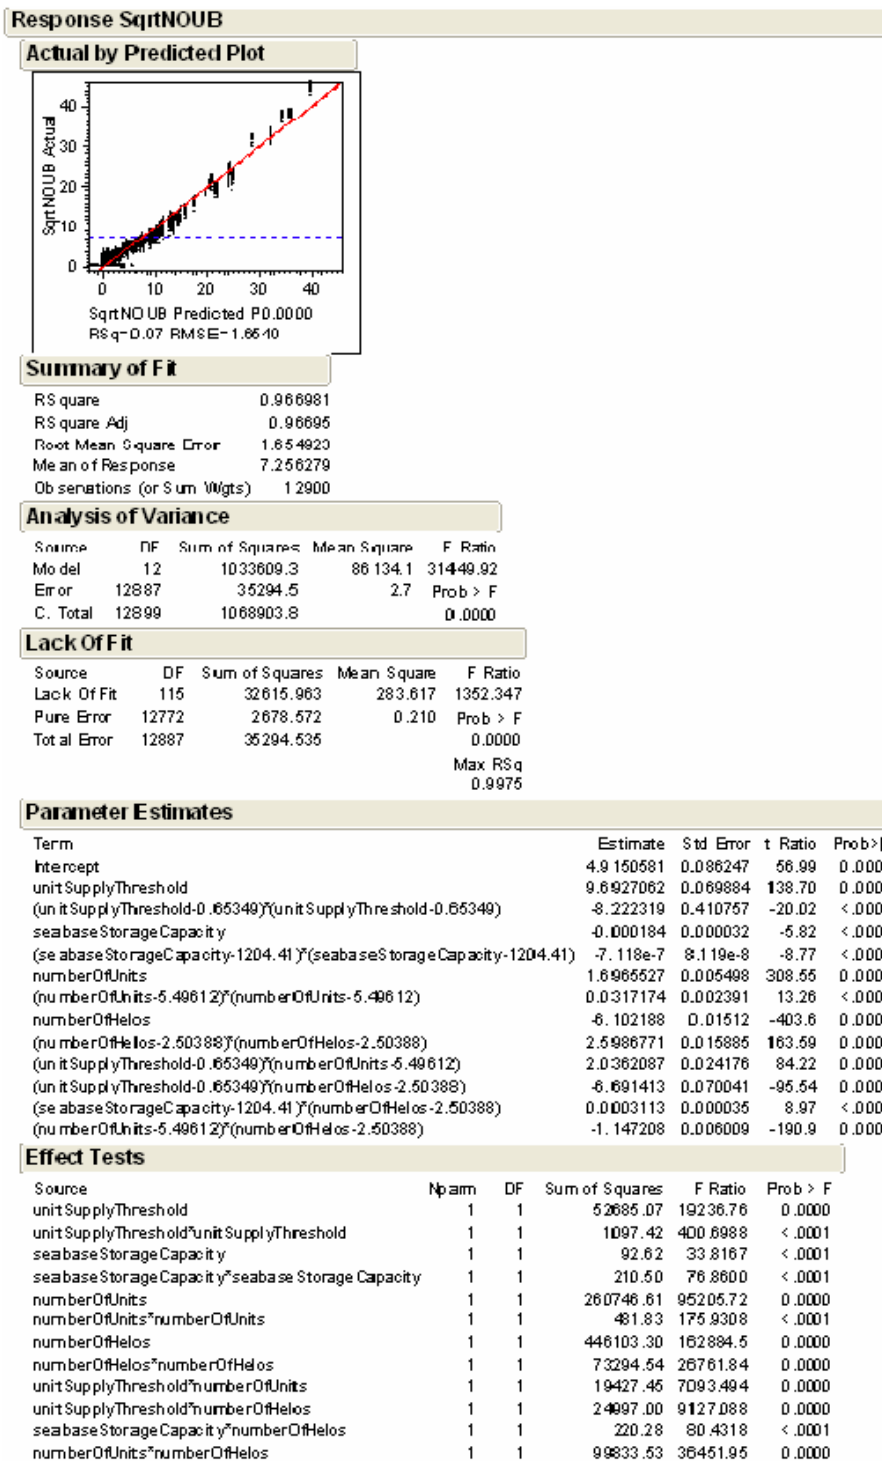 Response SqrtNOUB
Actual by Predicted Plot
40
30
20
10
0
SqrtNOUB Actual
0 10 20 30 40
SqrtNOUB Predicted P0.0000
RSq=0.07 RMSE=1.6540
Summary of Fit
RSquare 0.966981
RSquare Adj 0.96695
Root Mean Square Error 1.654923
Mean of Response 7.256279
Observations (or Sum Wgts) 12900
Analysis of Variance
Source DF Sum of Squares Mean Square F Ratio
Model 12 1033609.3 86134.1 31449.92
Error 12887 35294.5 2.7 Prob > F
C. Total 12899 1068903.8 0.0000
Lack Of Fit
Source DF Sum of Squares Mean Square F Ratio
Lack Of Fit 115 32615.963 283.617 1352.347
Pure Error 12772 2678.572 0.210 Prob > F
Total Error 12887 35294.535 0.0000
Max RSq
0.9975
Parameter Estimates
Term Estimate Std Error t Ratio Prob>|
Intercept 4.9150581 0.086247 56.99 0.000
unitSupplyThreshold 9.6927062 0.069884 138.70 0.000
(unitSupplyThreshold-0.65349)*(unitSupplyThreshold-0.65349) -8.222319 0.410757 -20.02 <.000
seabaseStorageCapacity -0.000184 0.000032 -5.82 <.000
(seabaseStorageCapacity-1204.41)*(seabaseStorageCapacity-1204.41) -7.118e-7 8.119e-8 -8.77 <.000
numberOfUnits 1.6965527 0.005498 308.55 0.000
(numberOfUnits-5.49612)*(numberOfUnits-5.49612) 0.0317174 0.002391 13.26 <.000
numberOfHelos -6.102188 0.01512 -403.6 0.000
(numberOfHelos-2.50388)*(numberOfHelos-2.50388) 2.5986771 0.015885 163.59 0.000
(unitSupplyThreshold-0.65349)*(numberOfUnits-5.49612) 2.0362087 0.024176 84.22 0.000
(unitSupplyThreshold-0.65349)*(numberOfHelos-2.50388) -6.691413 0.070041 -95.54 0.000
(seabaseStorageCapacity-1204.41)*(numberOfHelos-2.50388) 0.0003113 0.000035 8.97 <.000
(numberOfUnits-5.49612)*(numberOfHelos-2.50388) -1.147208 0.006009 -190.9 0.000
Effect Tests
Source Nparm DF Sum of Squares F Ratio Prob > F
unitSupplyThreshold 1 1 52685.07 19236.76 0.0000
unitSupplyThreshold*unitSupplyThreshold 1 1 1097.42 400.6988 <.0001
seabaseStorageCapacity 1 1 92.62 33.8167 <.0001
seabaseStorageCapacity*seabaseStorageCapacity 1 1 210.50 76.8600 <.0001
numberOfUnits 1 1 260746.61 95205.72 0.0000
numberOfUnits*numberOfUnits 1 1 481.83 175.9308 <.0001
numberOfHelos 1 1 446103.30 162884.5 0.0000
numberOfHelos*numberOfHelos 1 1 73294.54 26761.84 0.0000
unitSupplyThreshold*numberOfUnits 1 1 19427.45 7093.494 0.0000
unitSupplyThreshold*numberOfHelos 1 1 24997.00 9127.088 0.0000
seabaseStorageCapacity*numberOfHelos 1 1 220.28 80.4318 <.0001
numberOfUnits*numberOfHelos 1 1 99833.53 36451.95 0.0000